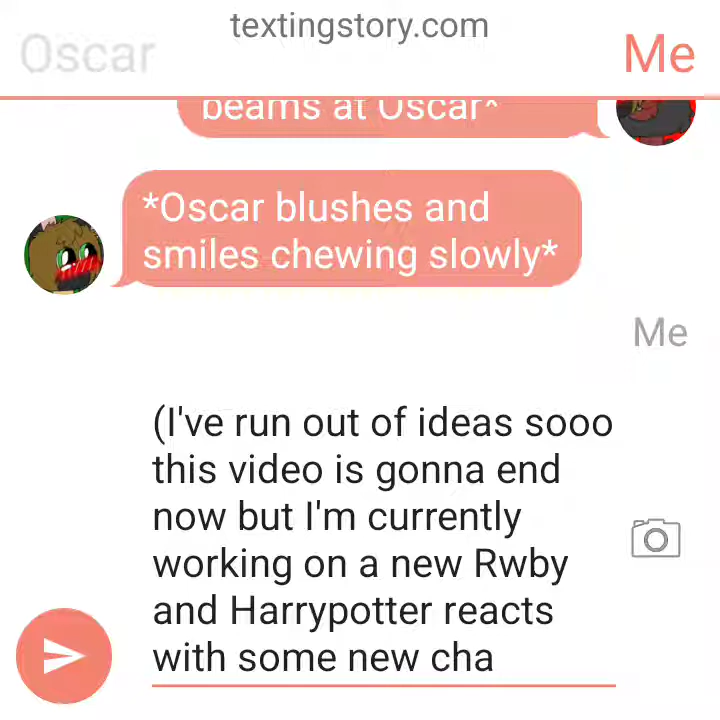 textingstory.com
Oscar
Me
beams at Oscar*
*Oscar blushes and
smiles chewing slowly*
Me
(I've run out of ideas sooo
this video is gonna end
now but I'm currently
working on a new Rwby
and Harrypotter reacts
with some new cha